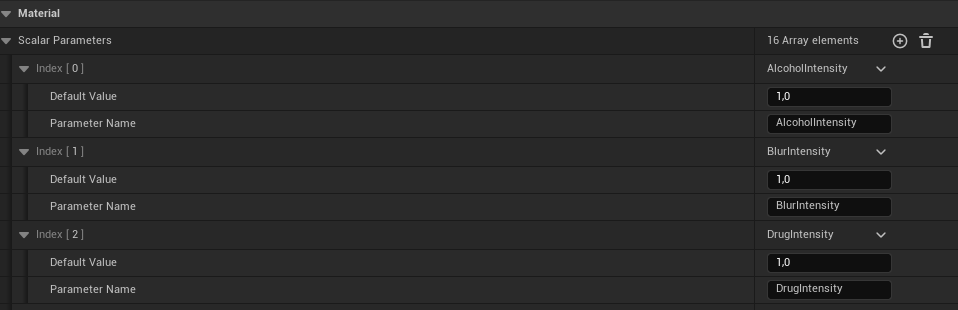 Material
Scalar Parameters 16 Array elements
Index [ 0 ] AlcoholIntensity
Default Value 1,0
Parameter Name AlcoholIntensity
Index [ 1 ] BlurIntensity
Default Value 1,0
Parameter Name BlurIntensity
Index [ 2 ] DrugIntensity
Default Value 1,0
Parameter Name DrugIntensity